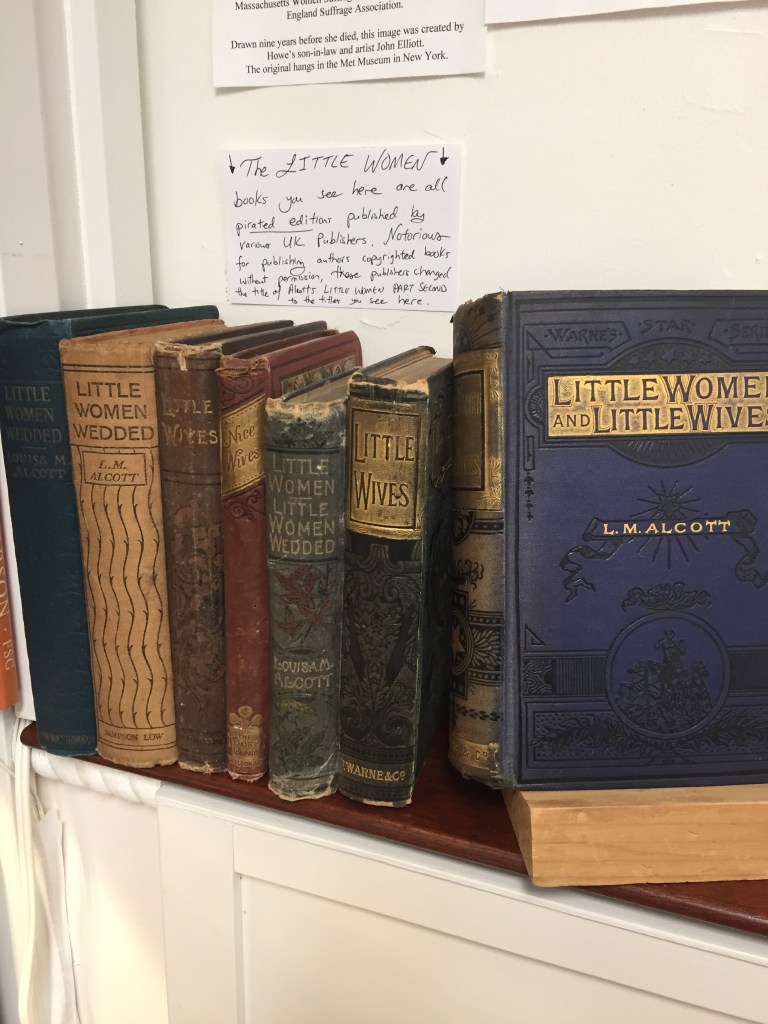 Massachusetts Women
England Suffrage Association.
Drawn nine years before she died, this image was created by
Howe's son-in-law and artist John Elliott.
The original hangs in the Met Museum in New York.
↓ The LITTLE WOMEN ↓
books you see here are all
pirated editions published by
various UK Publishers. Notorious
for publishing authors copyrighted books
without permission, those publishers changed
the title of Alcott's LITTLE WOMEN PART SECOND
to the titles you see here.
LITTLE
WOMEN
WEDDED
LOUISA M.
ALCOTT
LITTLE
WOMEN
WEDDED
L.M.
ALCOTT
SAMPSON LOW
LITTLE
WIVES
Nice
Wives
LITTLE
WOMEN
LITTLE
WOMEN
WEDDED
LOUISA M.
ALCOTT
LITTLE
WIVES
F. WARNE & CO
WARNE'S STAR SERIE
LITTLE WOMEN
AND LITTLE WIVES
L. M. ALCOTT